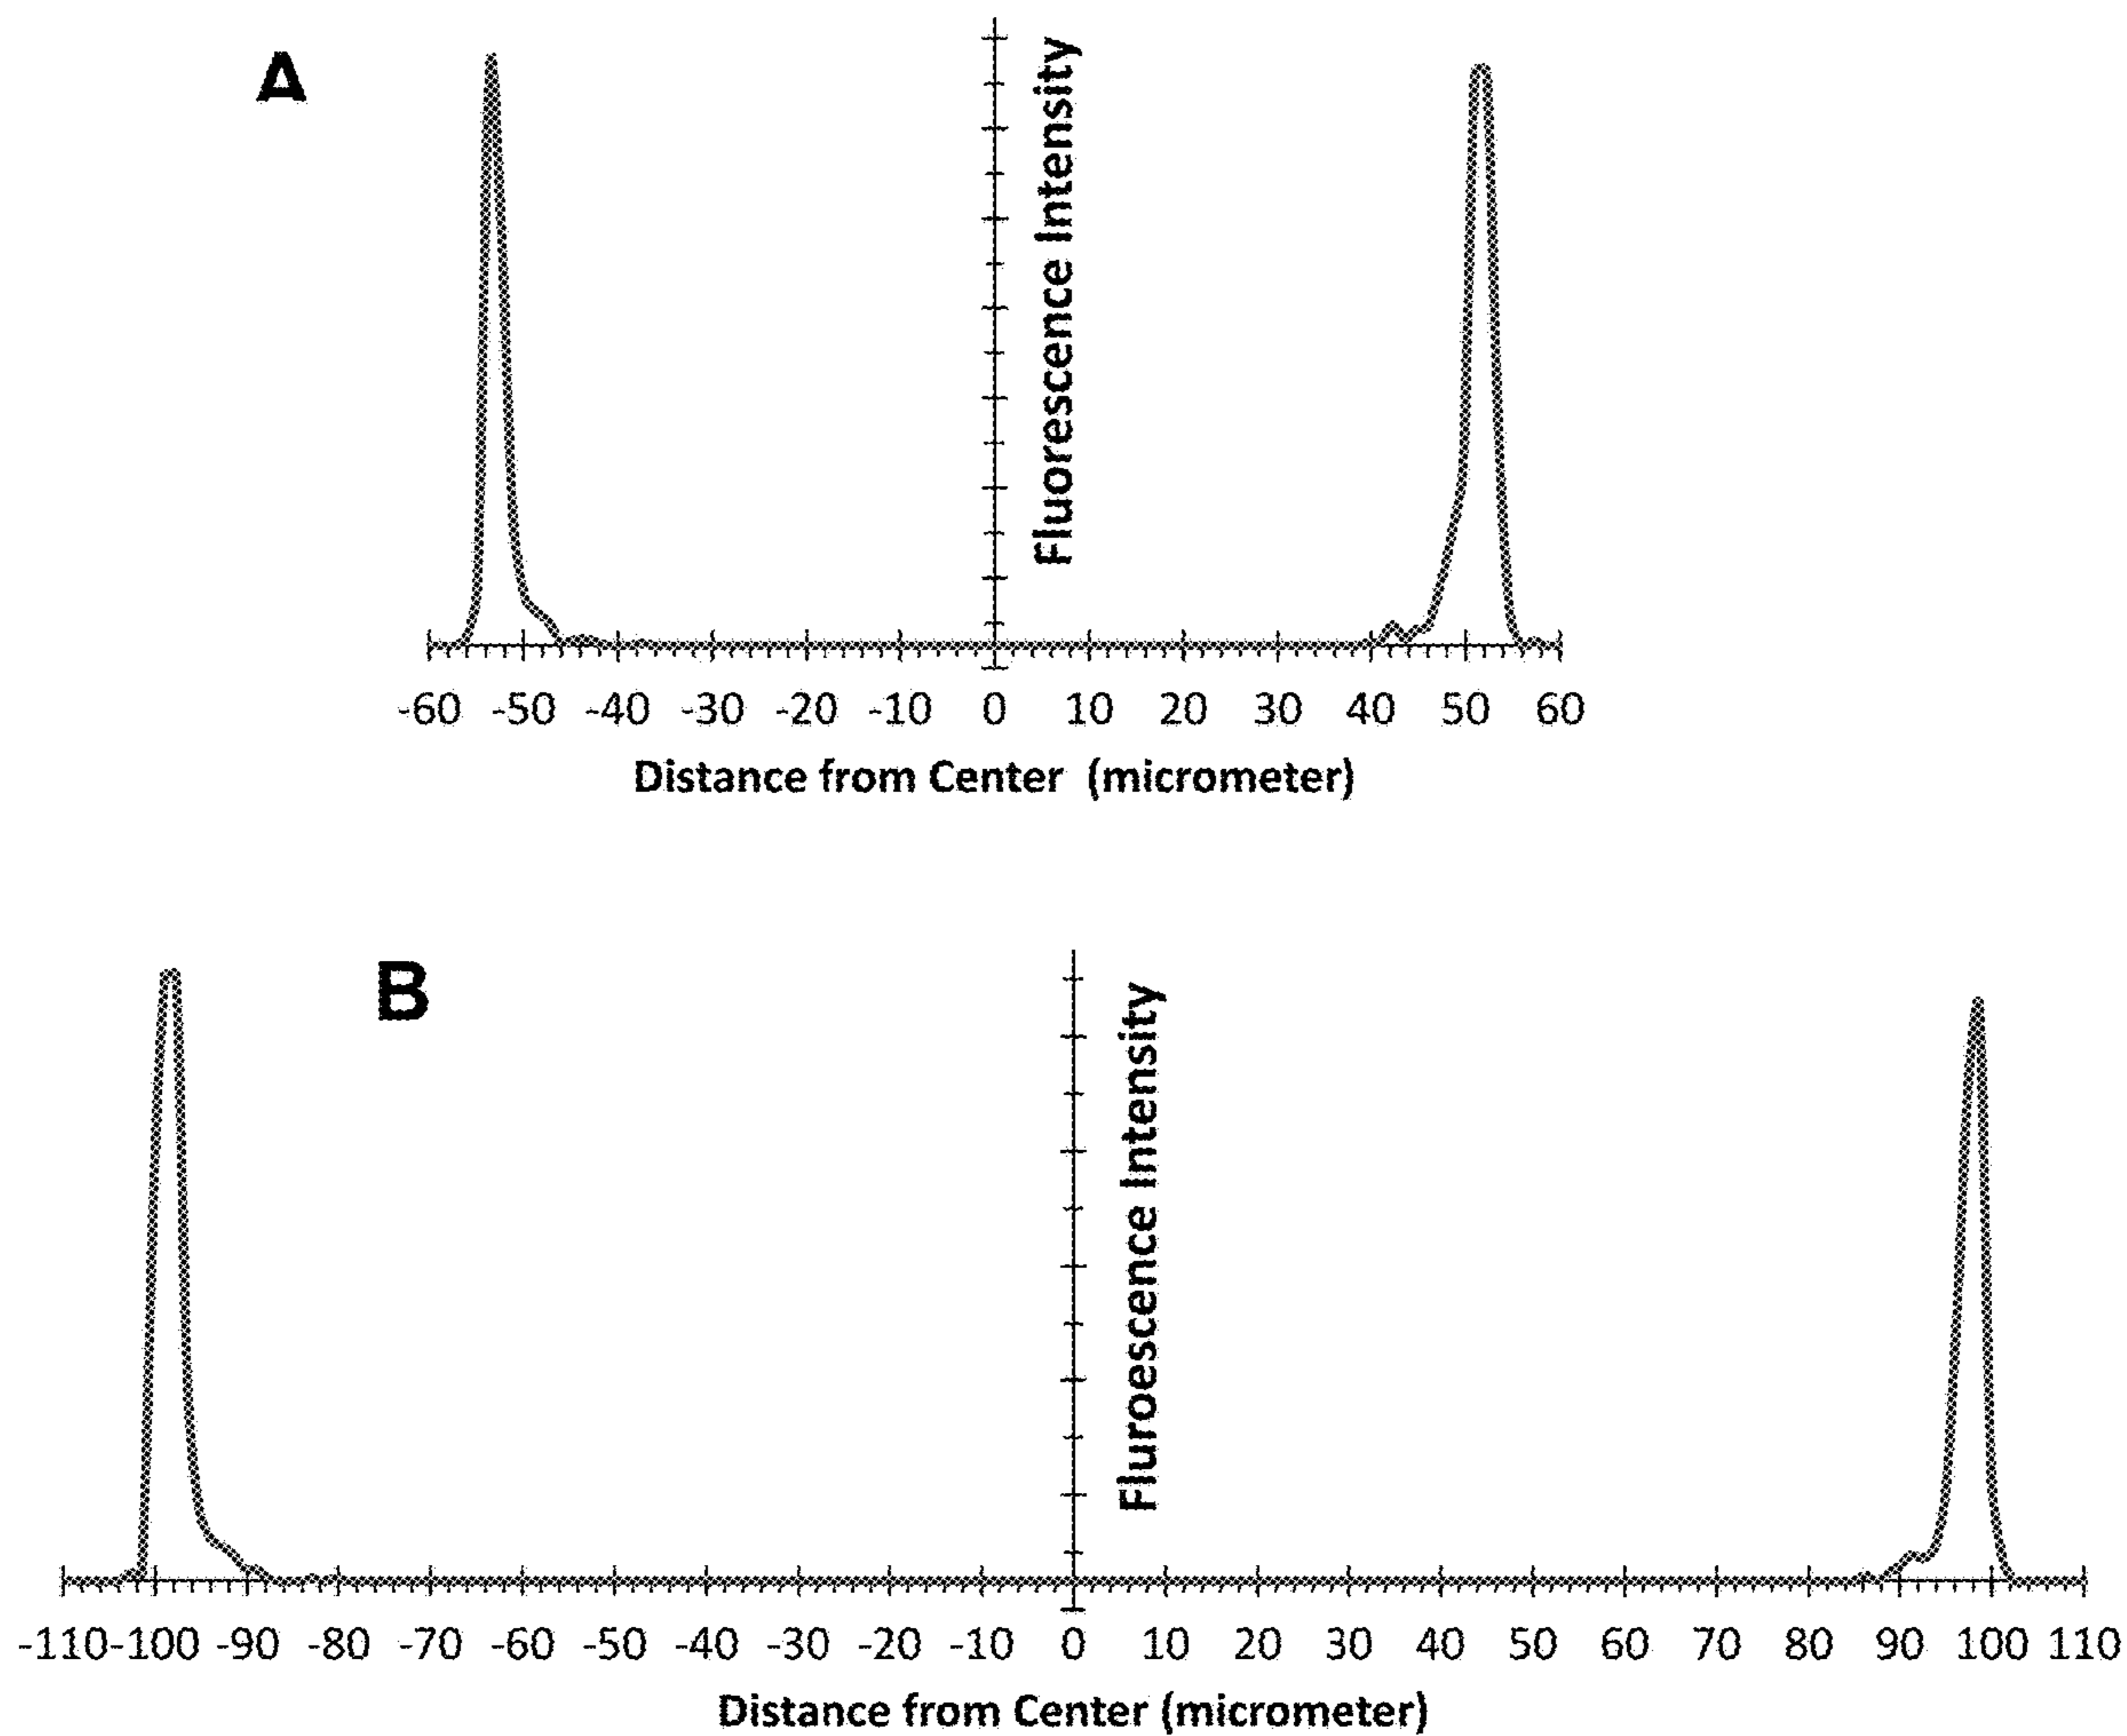 A
Fluorescence Intensity
-60 -50 -40 -30 -20 -10 0 10 20 30 40 50 60
Distance from Center (micrometer)
B
Fluroescence Intensity
-110 -100 -90 -80 -70 -60 -50 -40 -30 -20 -10 0 10 20 30 40 50 60 70 80 90 100 110
Distance from Center (micrometer)